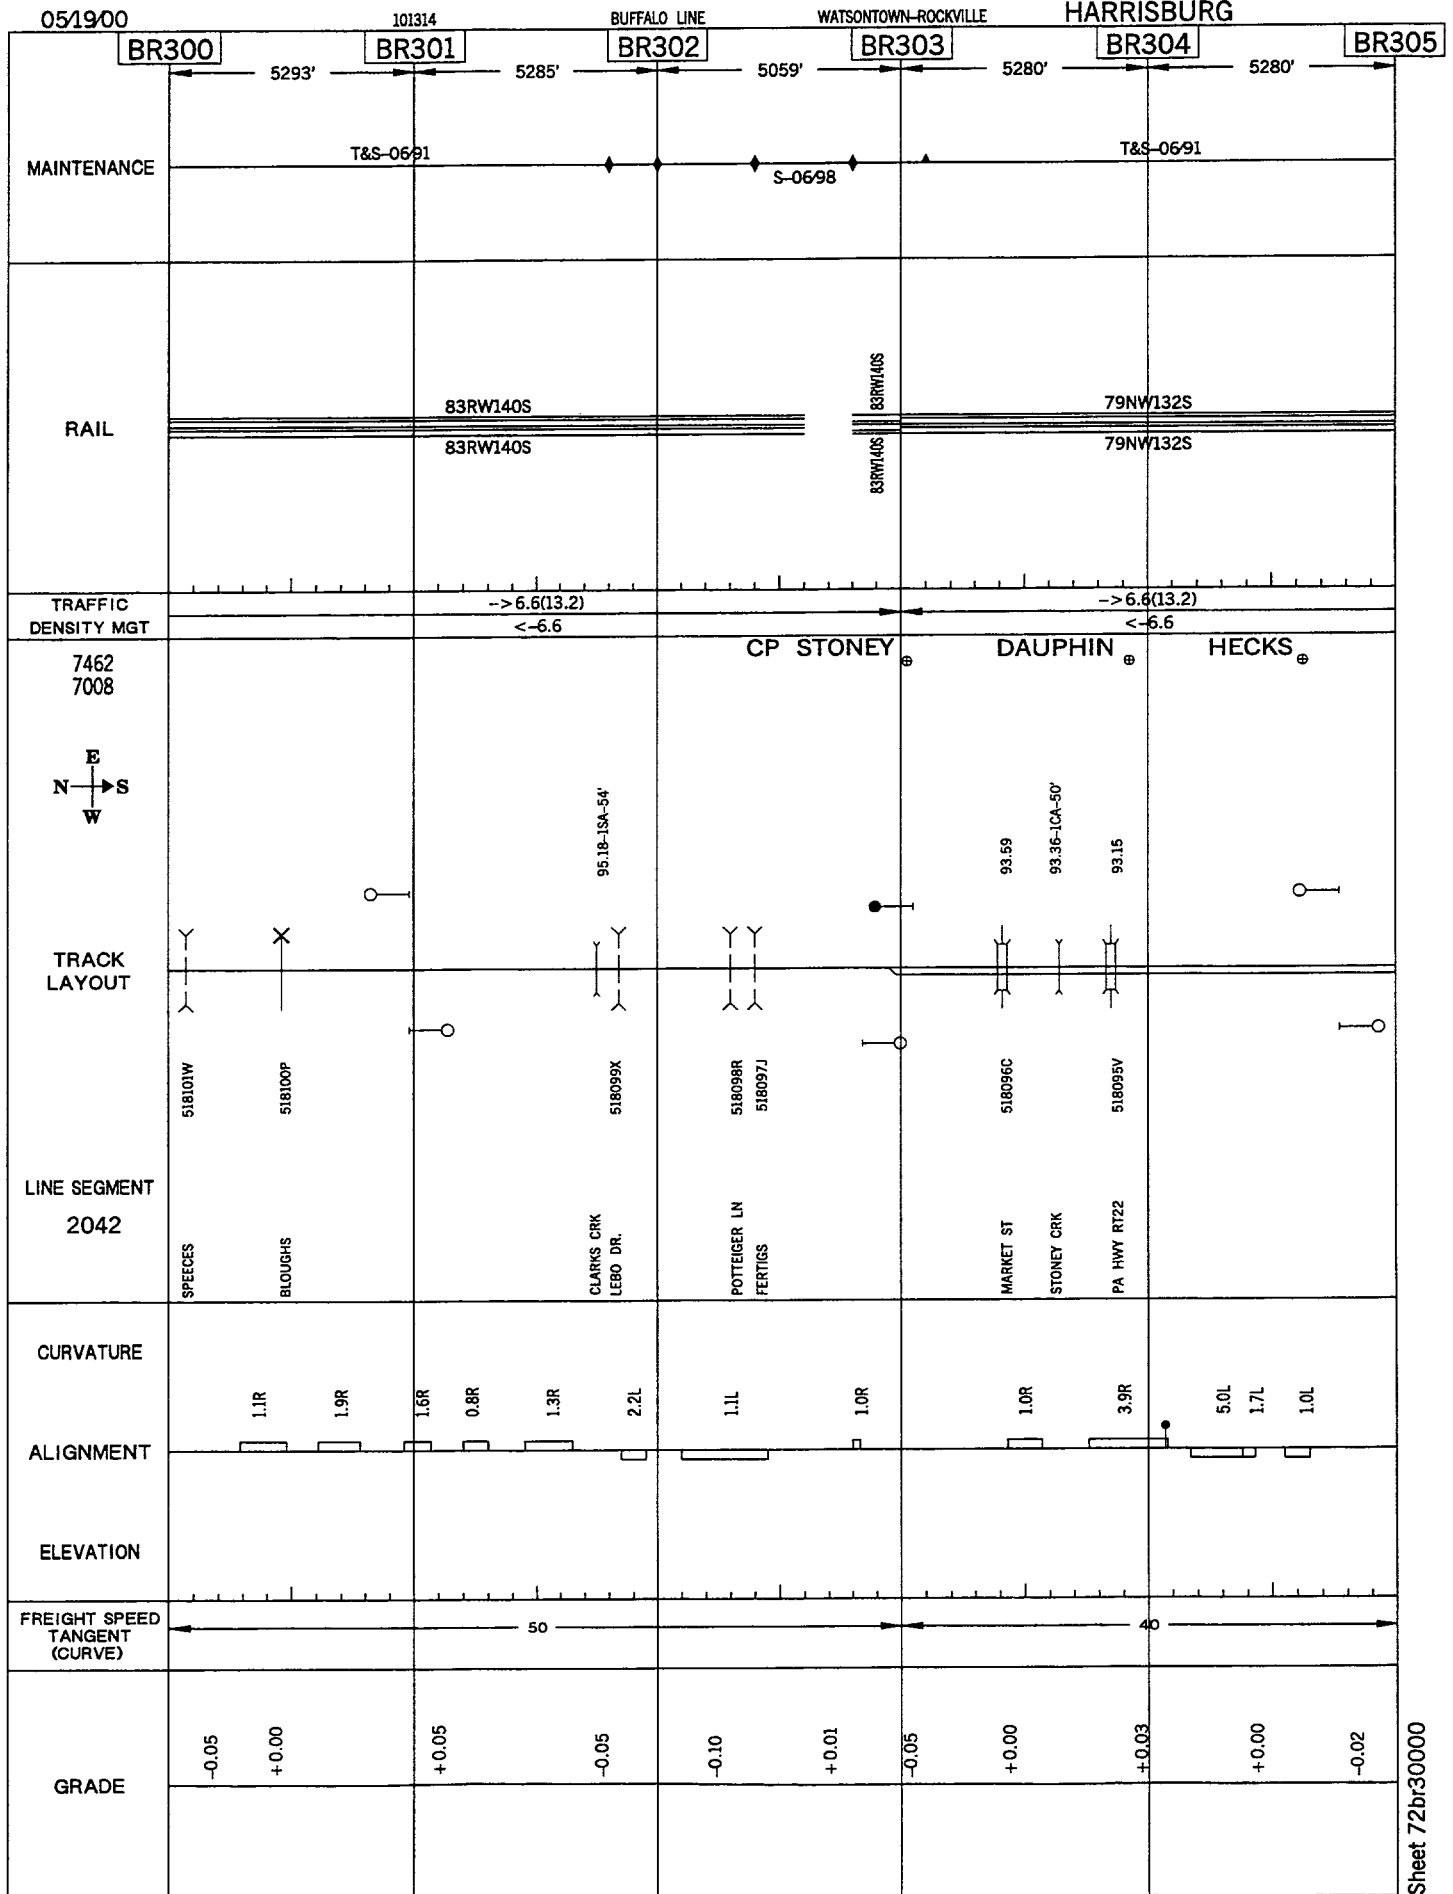 05/19/00 101314 BUFFALO LINE WATSONTOWN-ROCKVILLE HARRISBURG
BR300 BR301 BR302 BR303 BR304 BR305
5293' 5285' 5059' 5280' 5280'
MAINTENANCE
T&S-06/91 T&S-06/91
S-06/98
RAIL
83RW140S 83RW140S 79NW132S
83RW140S 83RW140S 79NW132S
TRAFFIC
DENSITY MGT
->6.6(13.2) ->6.6(13.2)
<-6.6 <-6.6
7462
7008
CP STONEY DAUPHIN HECKS
E
N S
W
95.18-1SA-54' 93.59 93.36-1CA-50' 93.15
TRACK
LAYOUT
518101W 518100P 518099X 518098R 518097J 518096C 518095V
LINE SEGMENT
2042
SPEECES BLOUGHS CLARKS CRK LEBO DR. POTTEIGER LN FERTIGS MARKET ST STONEY CRK PA HWY RT22
CURVATURE
1.1R 1.9R 1.6R 0.8R 1.3R 2.2L 1.1L 1.0R 1.0R 3.9R 5.0L 1.7L 1.0L
ALIGNMENT
ELEVATION
FREIGHT SPEED
TANGENT
(CURVE)
50 40
GRADE
-0.05 +0.00 +0.05 -0.05 -0.10 +0.01 -0.05 +0.00 +0.03 +0.00 -0.02
Sheet 72br30000